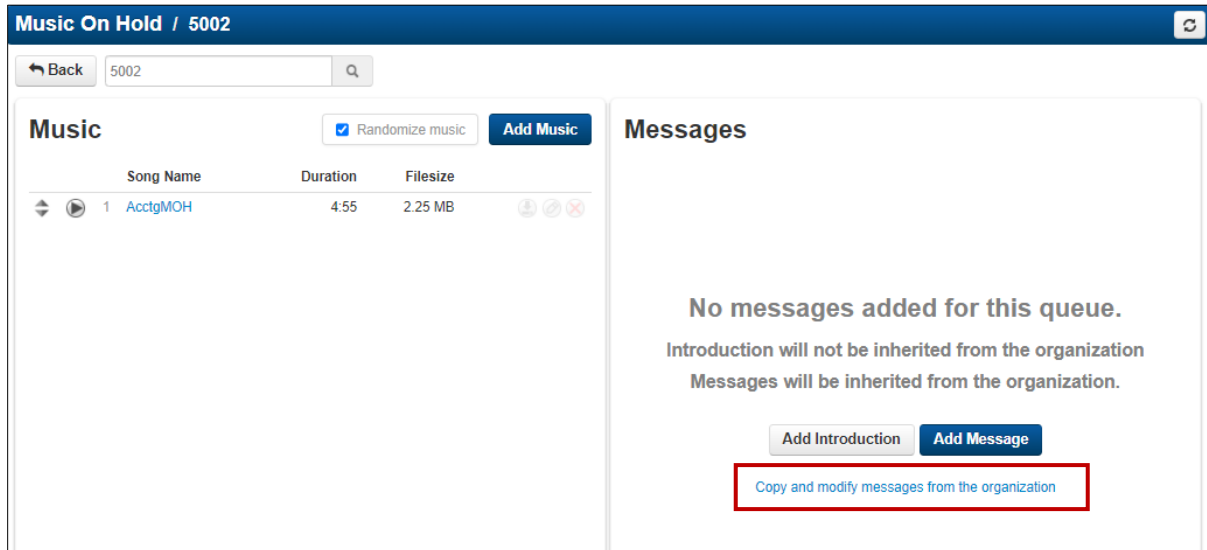 Music On Hold / 5002
Back
5002
Music
Randomize music
Add Music
Song Name Duration Filesize
1 AcctgMOH 4:55 2.25 MB
Messages
No messages added for this queue.
Introduction will not be inherited from the organization
Messages will be inherited from the organization.
Add Introduction
Add Message
Copy and modify messages from the organization